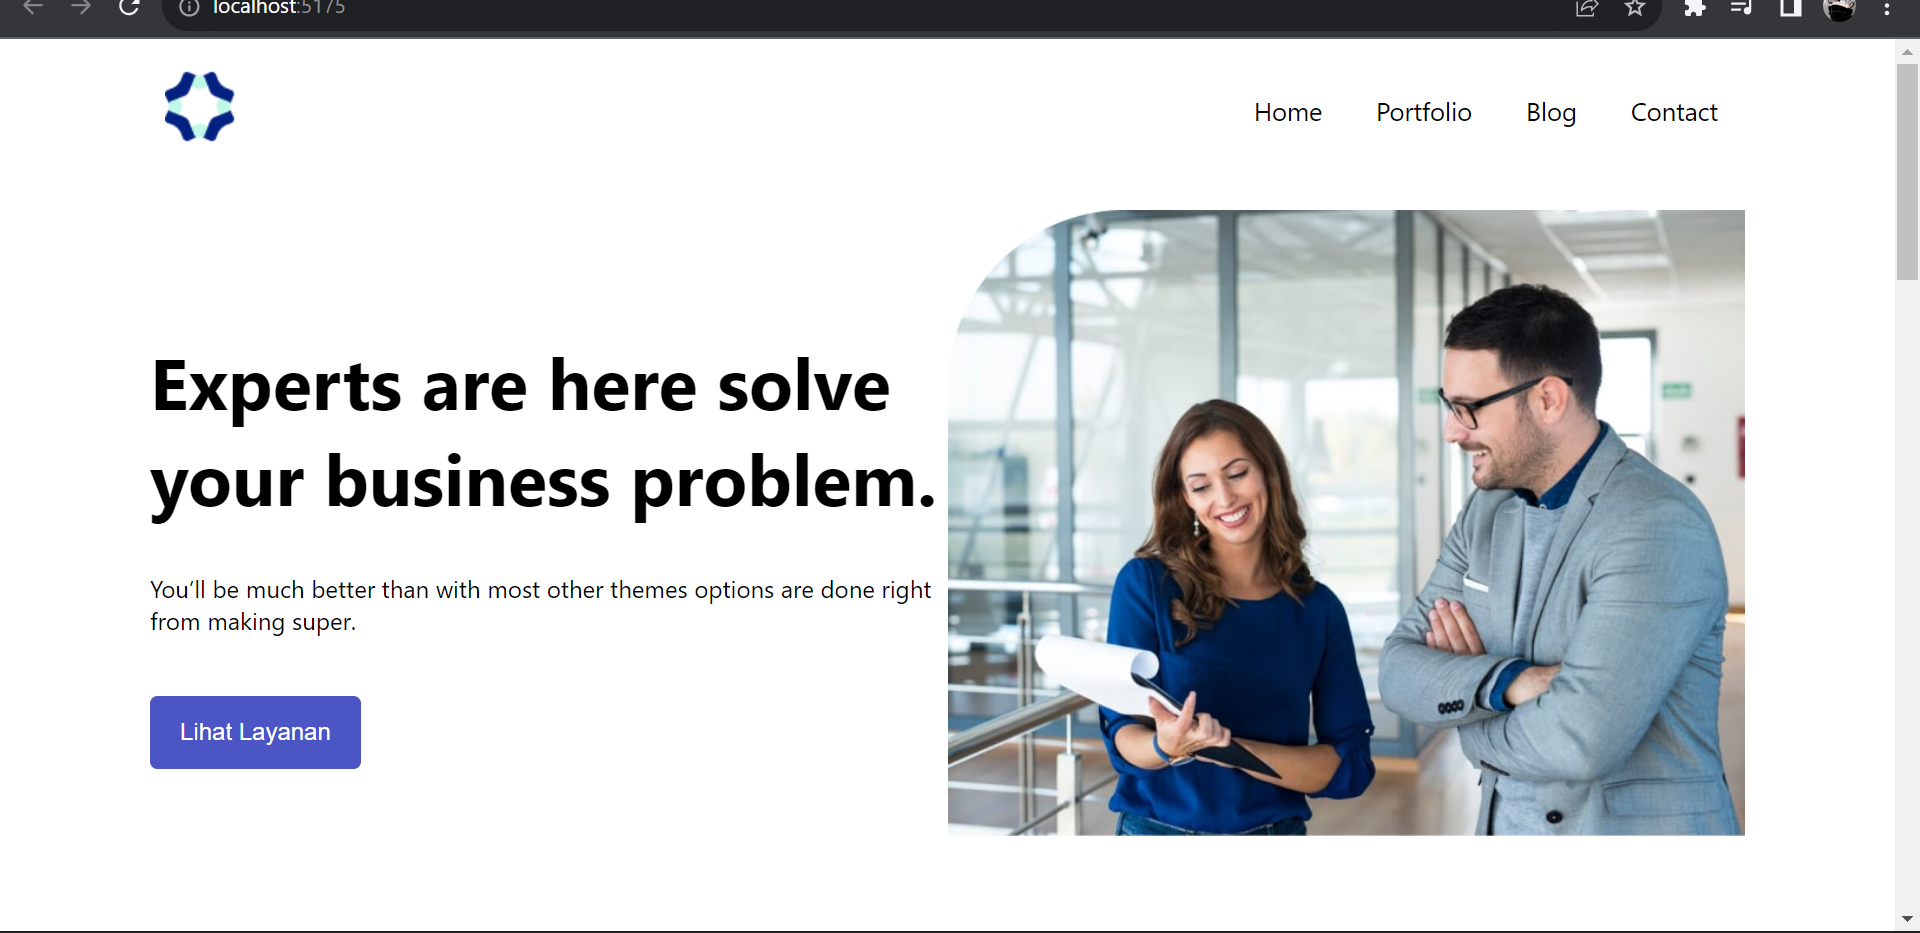 localhost:5175
Home Portfolio Blog Contact
Experts are here solve
your business problem.
You’ll be much better than with most other themes options are done right
from making super.
Lihat Layanan